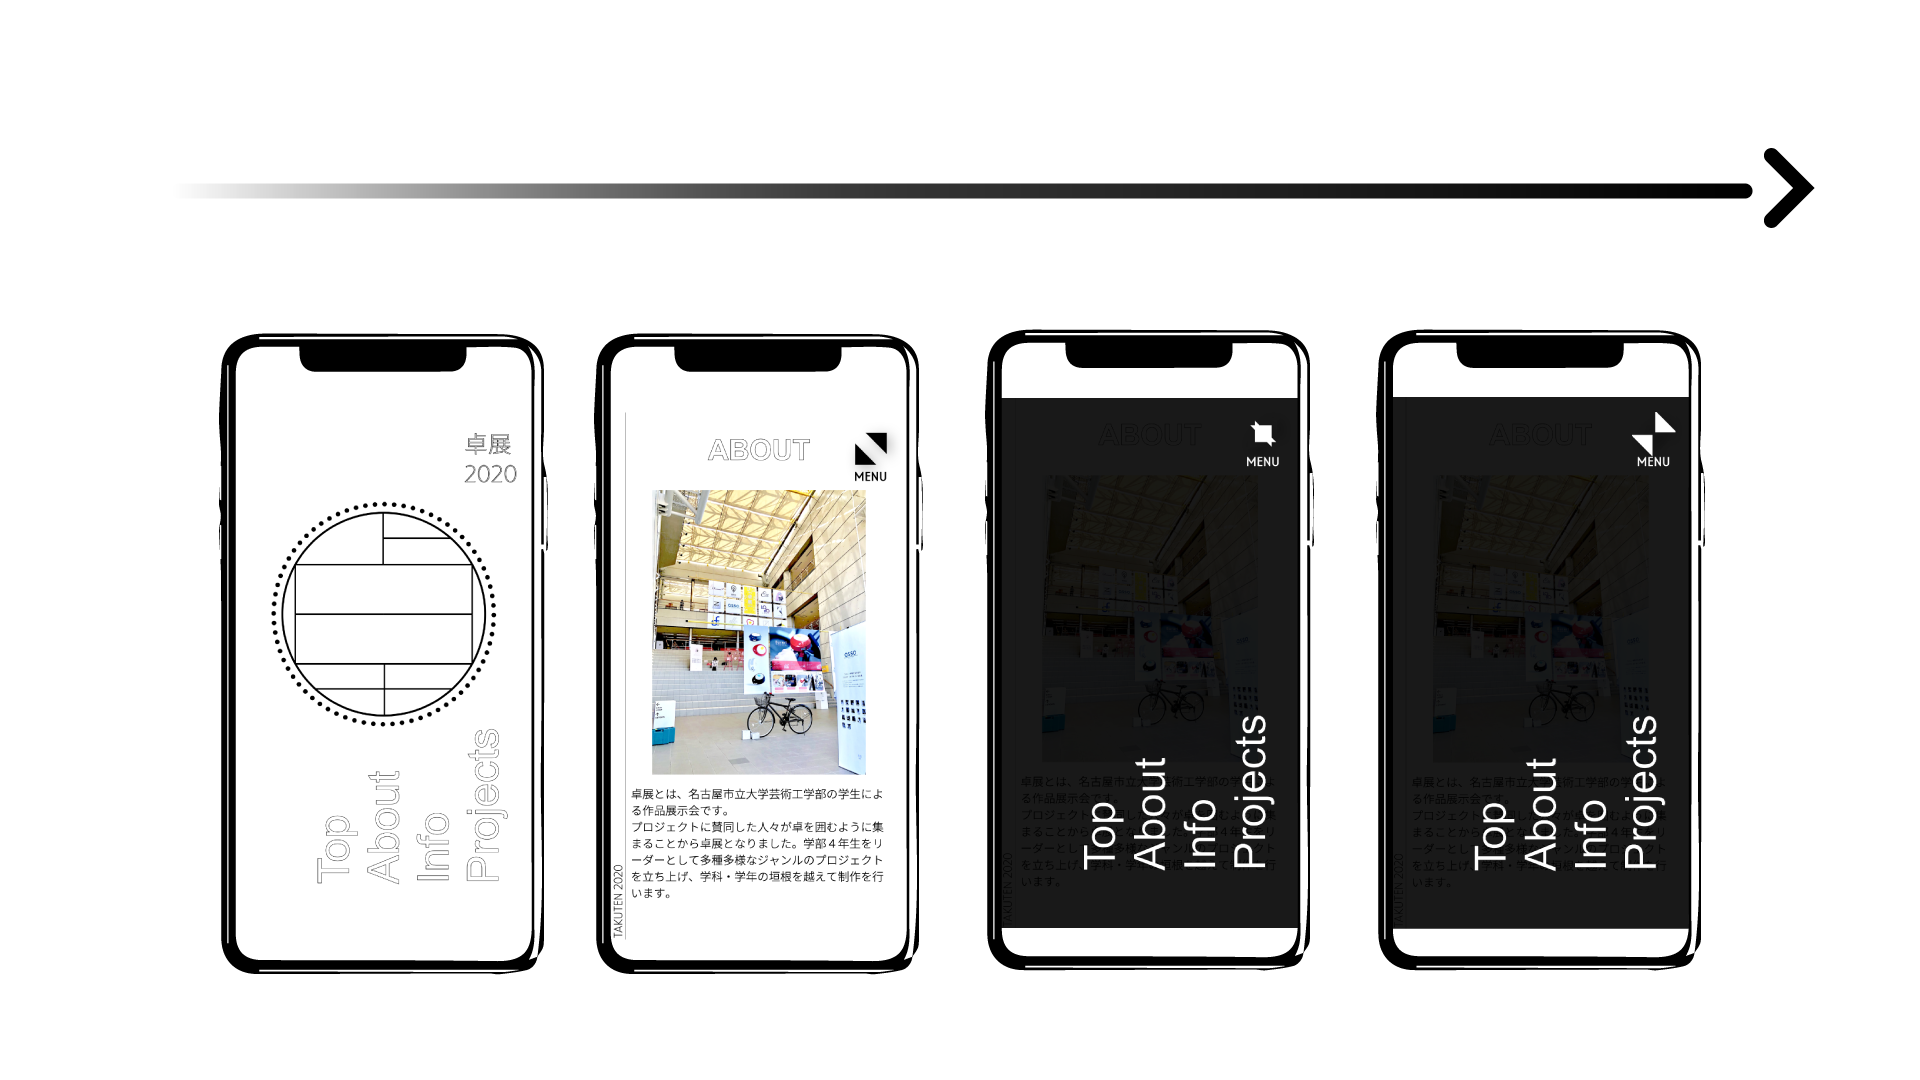 卓展
2020
Top
About
Info
Projects
ABOUT
MENU
卓展とは、名古屋市立大学芸術工学部の学生によ
る作品展示会です。
プロジェクトに賛同した人々が卓を囲むように集
まることから卓展となりました。学部４年生をリ
ーダーとして多種多様なジャンルのプロジェクト
を立ち上げ、学科・学年の垣根を越えて制作を行
います。
TAKUTEN 2020
ABOUT
MENU
Top
About
Info
Projects
TAKUTEN 2020
ABOUT
MENU
Top
About
Info
Projects
TAKUTEN 2020